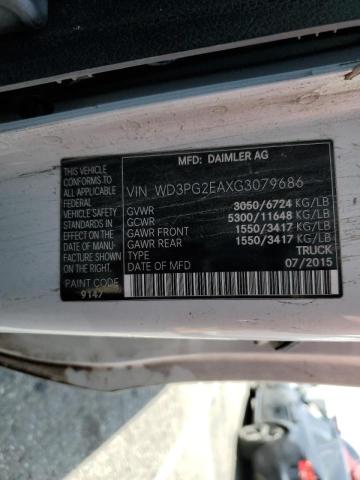 THIS VEHICLE
CONFORMS TO
ALL APPLICABLE
FEDERAL MOTOR
VEHICLE SAFETY
STANDARDS IN
EFFECT ON THE
DATE OF MANU-
FACTURE SHOWN
ON THE RIGHT.
PAINT CODE
9147
MFD: DAIMLER AG
VIN WD3PG2EAXG3079686
GVWR 3050/6724 KG/LB
GCWR 5300/11648 KG/LB
GAWR FRONT 1550/3417 KG/LB
GAWR REAR 1550/3417 KG/LB
TYPE TRUCK
DATE OF MFD 07/2015